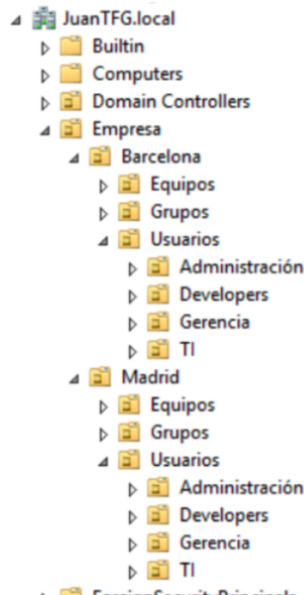 JuanTFG.local
Builtin
Computers
Domain Controllers
Empresa
Barcelona
Equipos
Grupos
Usuarios
Administración
Developers
Gerencia
TI
Madrid
Equipos
Grupos
Usuarios
Administración
Developers
Gerencia
TI
ForeignSecurityPrincipals